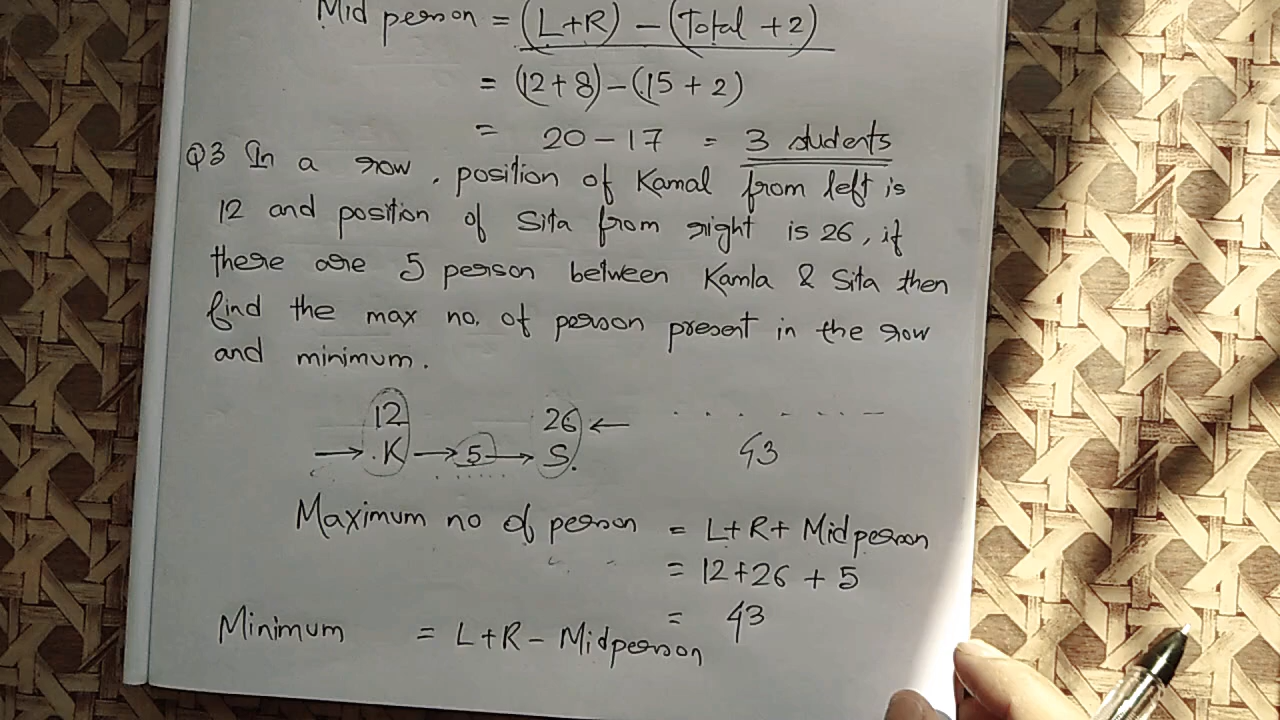 Mid person = (L+R) - (Total +2)
= (12+8)-(15+2)
= 20-17 = 3 students
Q3 In a row, position of Kamal from left is
12 and position of Sita from right is 26, if
there are 5 person between Kamla & Sita then
find the max no. of person present in the row
and minimum.
12 26 ←
→ .K → 5 → S. 43
Maximum no of person = L+R+ Mid person
= 12+26+5
= 43
Minimum = L+R- Midperson